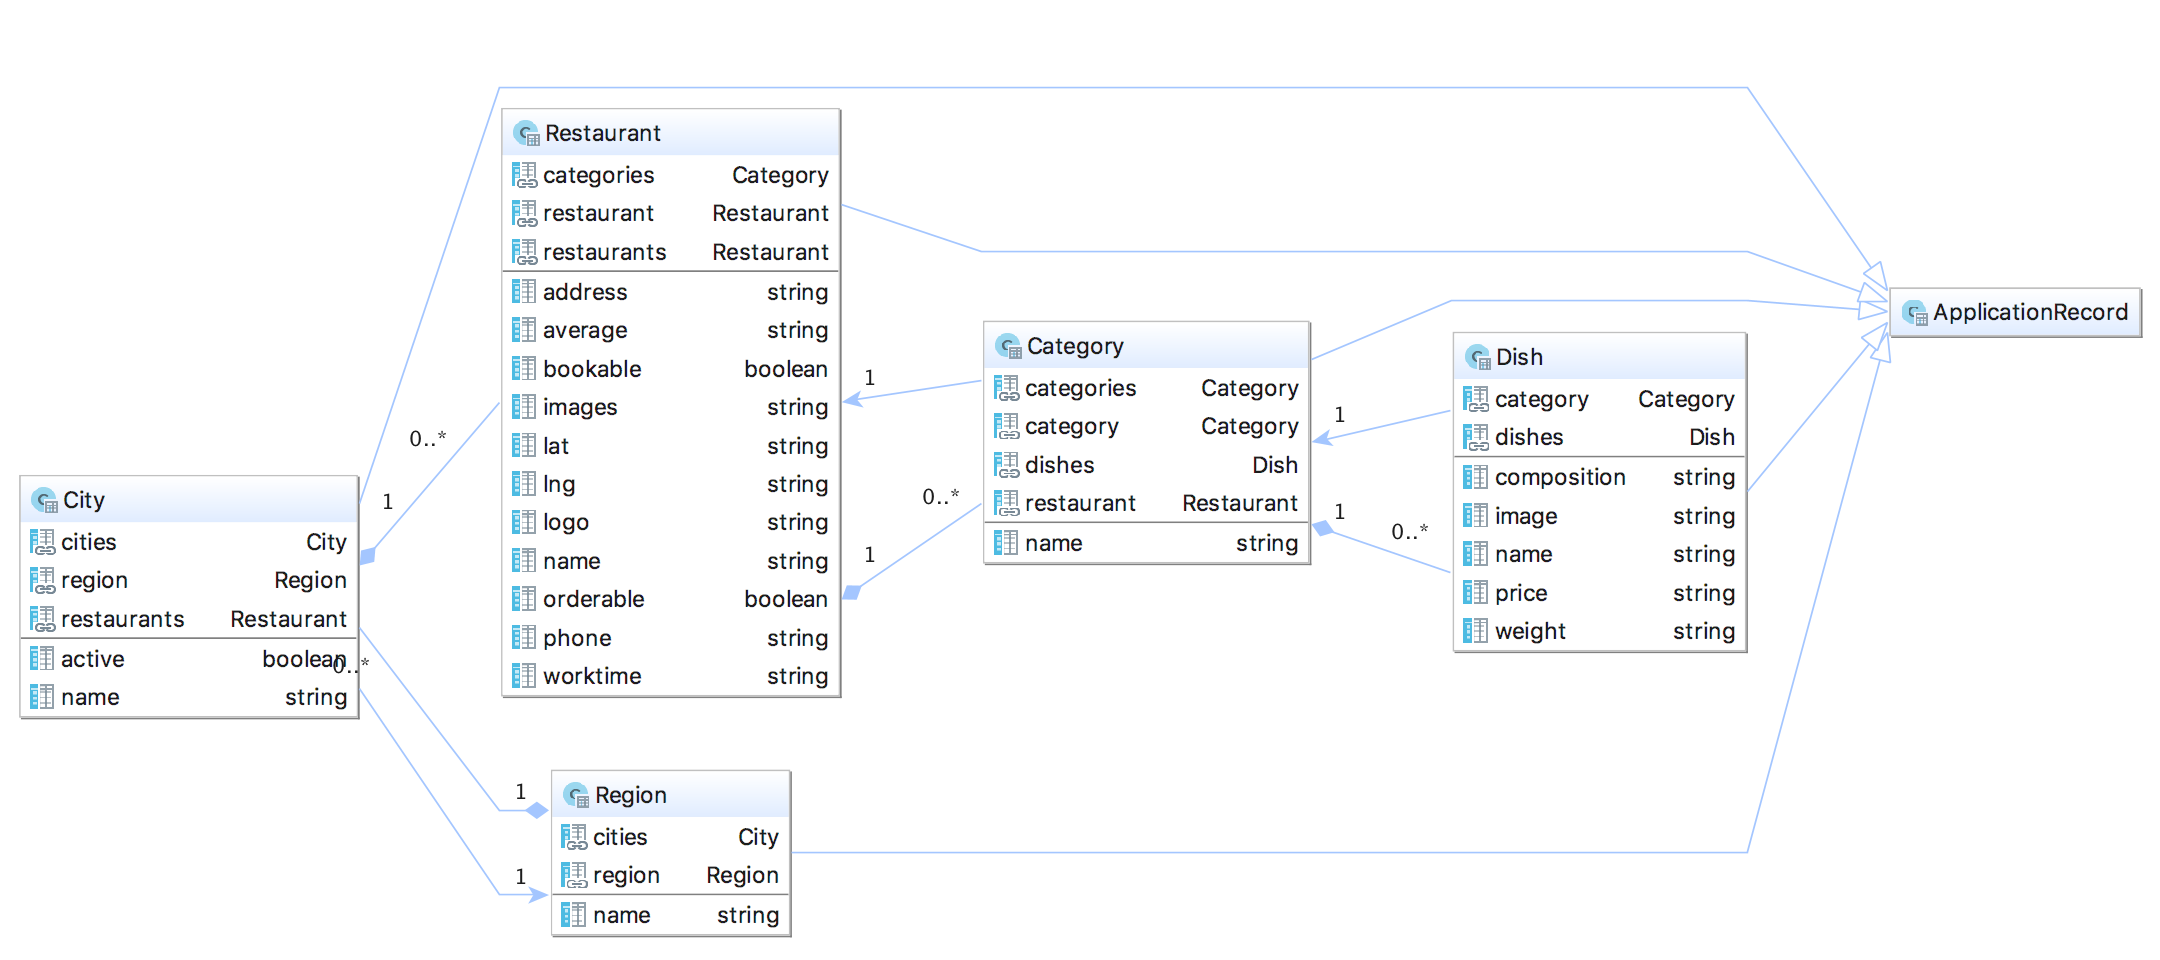 Restaurant
categories Category
restaurant Restaurant
restaurants Restaurant
address string
average string
bookable boolean
images string
lat string
lng string
logo string
name string
orderable boolean
phone string
worktime string
ApplicationRecord
Category
categories Category
category Category
dishes Dish
restaurant Restaurant
name string
Dish
category Category
dishes Dish
composition string
image string
name string
price string
weight string
City
cities City
region Region
restaurants Restaurant
active boolean
name string
Region
cities City
region Region
name string
0..*
1
1
0..*
1
1
1
0..*
0..*
1
1